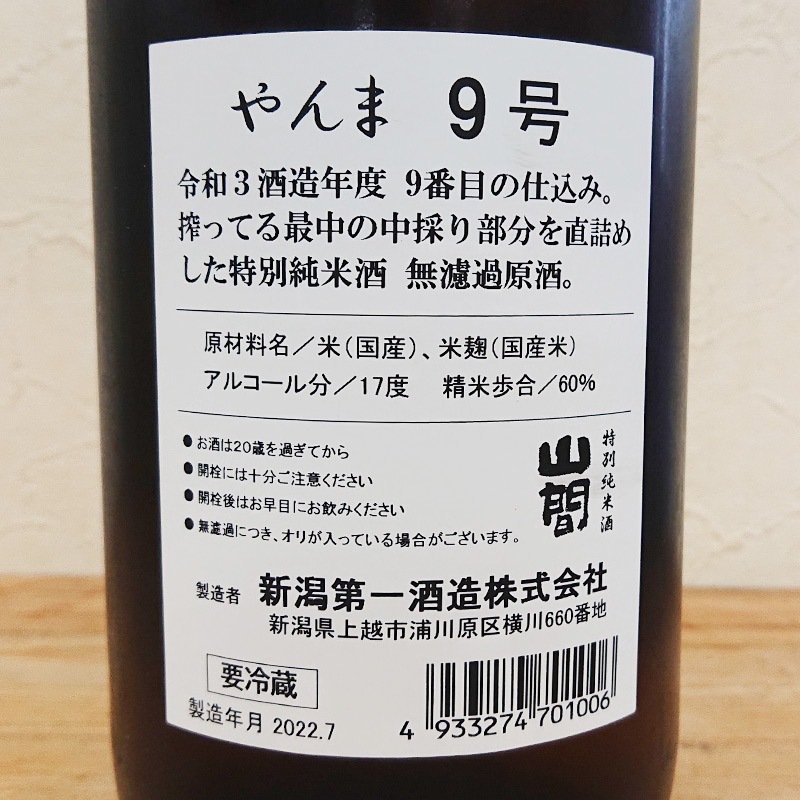 やんま 9号
令和3酒造年度 9番目の仕込み。
搾ってる最中の中採り部分を直詰め
した特別純米酒 無濾過原酒。
原材料名／米（国産）、米麹（国産米）
アルコール分／17度 精米歩合／60%
●お酒は20歳を過ぎてから
●開栓には十分ご注意ください
●開栓後はお早目にお飲みください
●無濾過につき、オリが入っている場合がございます。
特別純米酒
山間
製造者 新潟第一酒造株式会社
新潟県上越市浦川原区横川660番地
要冷蔵
製造年月 2022.7
4 933274 701006